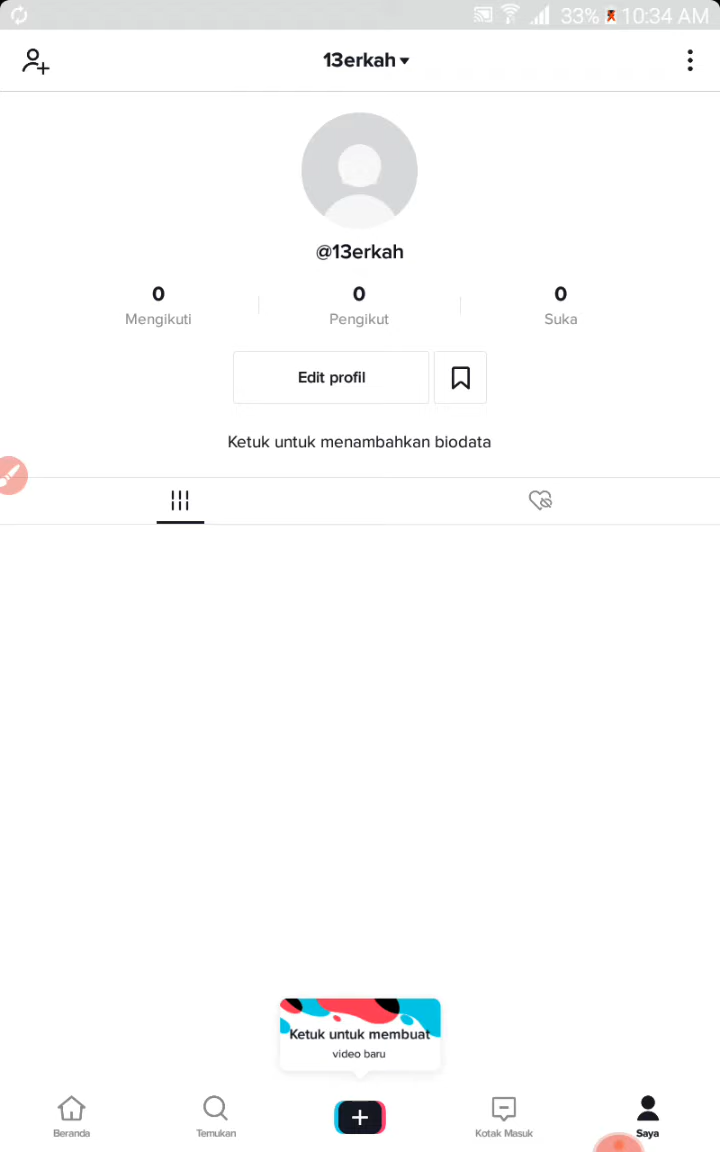 33% 10:34 AM
13erkah
@13erkah
0 0 0
Mengikuti Pengikut Suka
Edit profil
Ketuk untuk menambahkan biodata
Ketuk untuk membuat
video baru
Beranda Temukan Kotak Masuk Saya